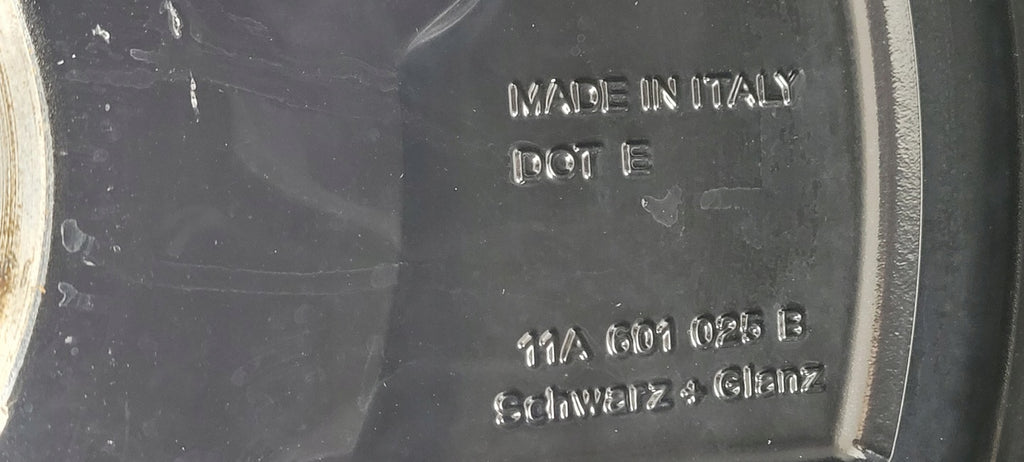 MADE IN ITALY
DOT E
11A 601 025 B
Schwarz + Glanz